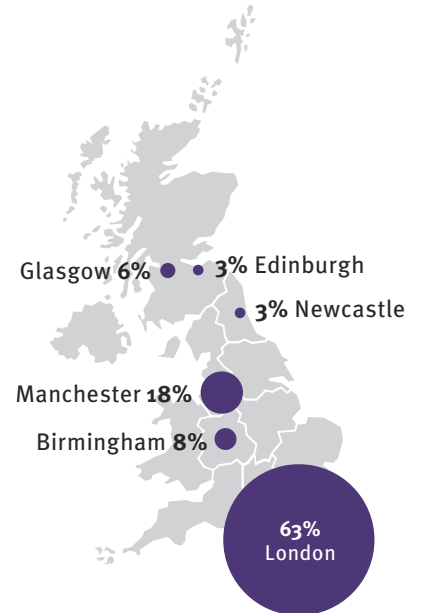 Glasgow 6%
3% Edinburgh
3% Newcastle
Manchester 18%
Birmingham 8%
63%
London